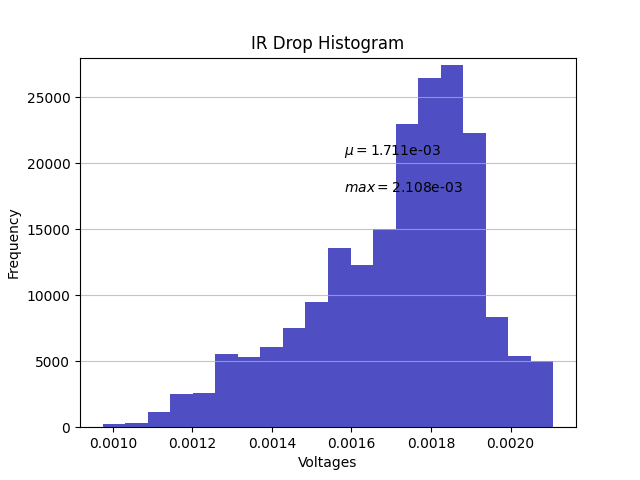 IR Drop Histogram
25000
20000
15000
10000
5000
0
Frequency
μ = 1.711e-03
max = 2.108e-03
0.0010 0.0012 0.0014 0.0016 0.0018 0.0020
Voltages